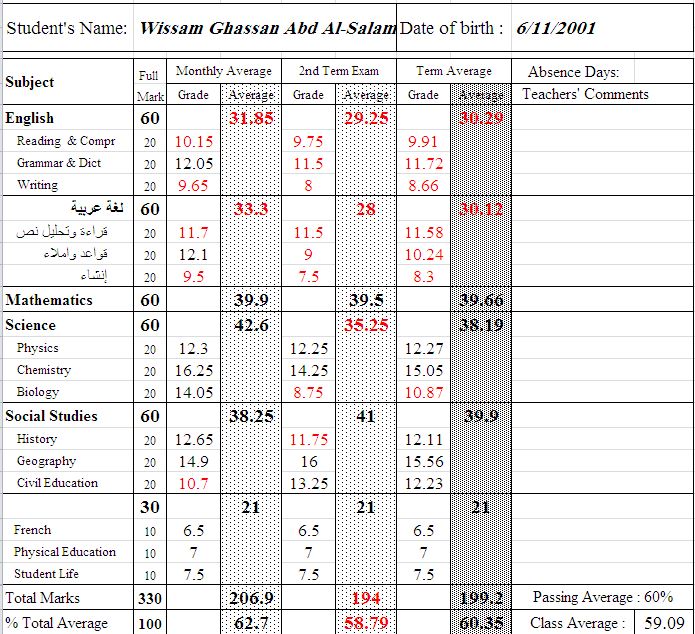 Student's Name: Wissam Ghassan Abd Al-Salam Date of birth : 6/11/2001
Subject Full Mark Monthly Average 2nd Term Exam Term Average Absence Days:
Grade Average Grade Average Grade Average Teachers' Comments
English 60 31.85 29.25 30.29
Reading & Compr 20 10.15 9.75 9.91
Grammar & Dict 20 12.05 11.5 11.72
Writing 20 9.65 8 8.66
لغة عربية 60 33.3 28 30.12
قراءة وتحليل نص 20 11.7 11.5 11.58
قواعد واملاء 20 12.1 9 10.24
إنشاء 20 9.5 7.5 8.3
Mathematics 60 39.9 39.5 39.66
Science 60 42.6 35.25 38.19
Physics 20 12.3 12.25 12.27
Chemistry 20 16.25 14.25 15.05
Biology 20 14.05 8.75 10.87
Social Studies 60 38.25 41 39.9
History 20 12.65 11.75 12.11
Geography 20 14.9 16 15.56
Civil Education 20 10.7 13.25 12.23
30 21 21 21
French 10 6.5 6.5 6.5
Physical Education 10 7 7 7
Student Life 10 7.5 7.5 7.5
Total Marks 330 206.9 194 199.2 Passing Average : 60%
% Total Average 100 62.7 58.79 60.35 Class Average : 59.09